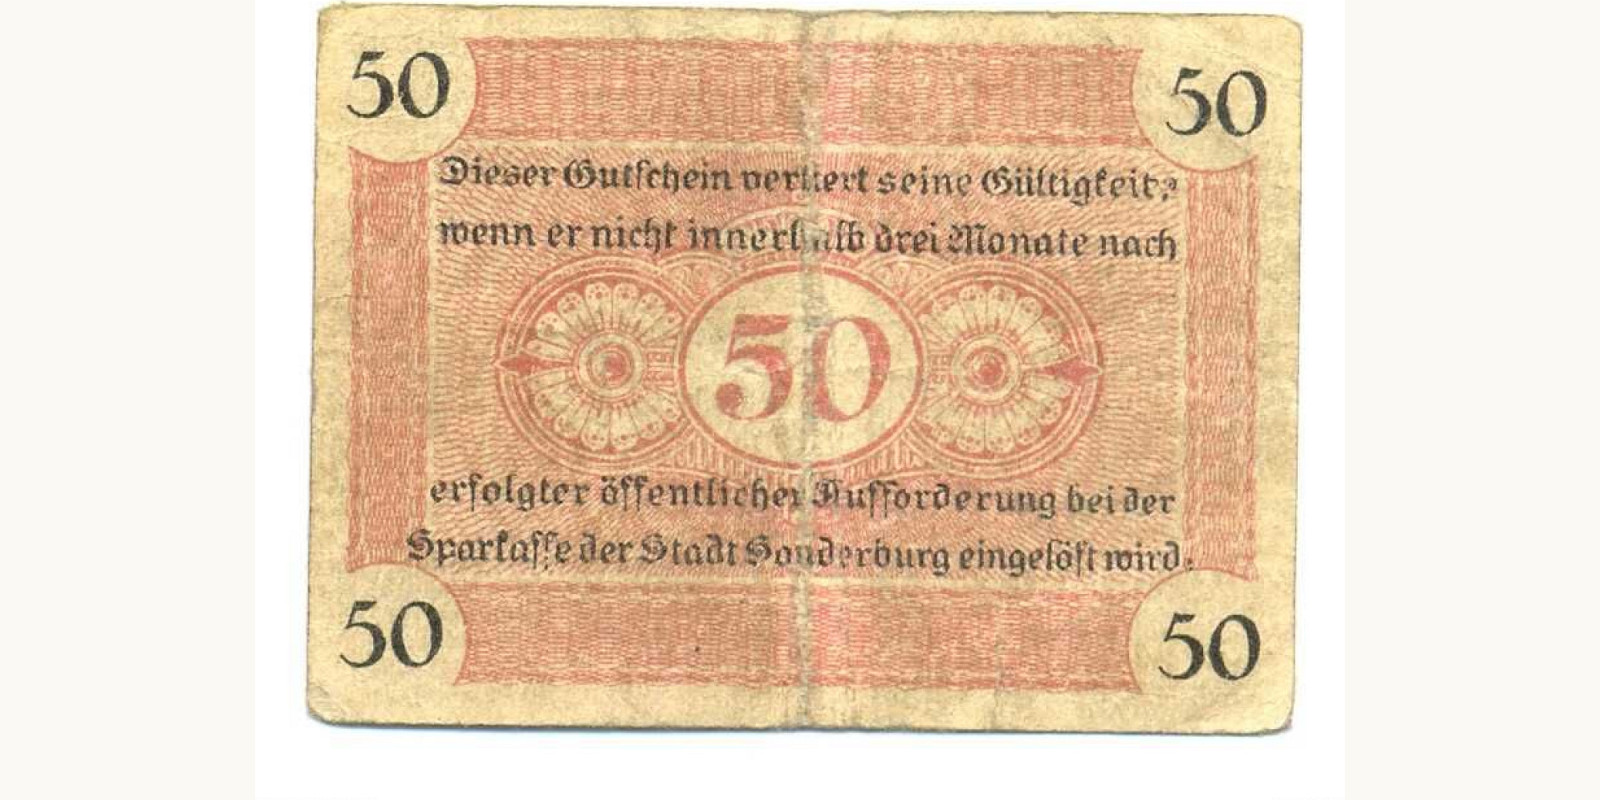 50 50
Dieser Gutschein verliert seine Gültigkeit,
wenn er nicht innerhalb drei Monate nach
50
erfolgter öffentlicher Aufforderung bei der
Sparkasse der Stadt Sonderburg eingelöst wird.
50 50